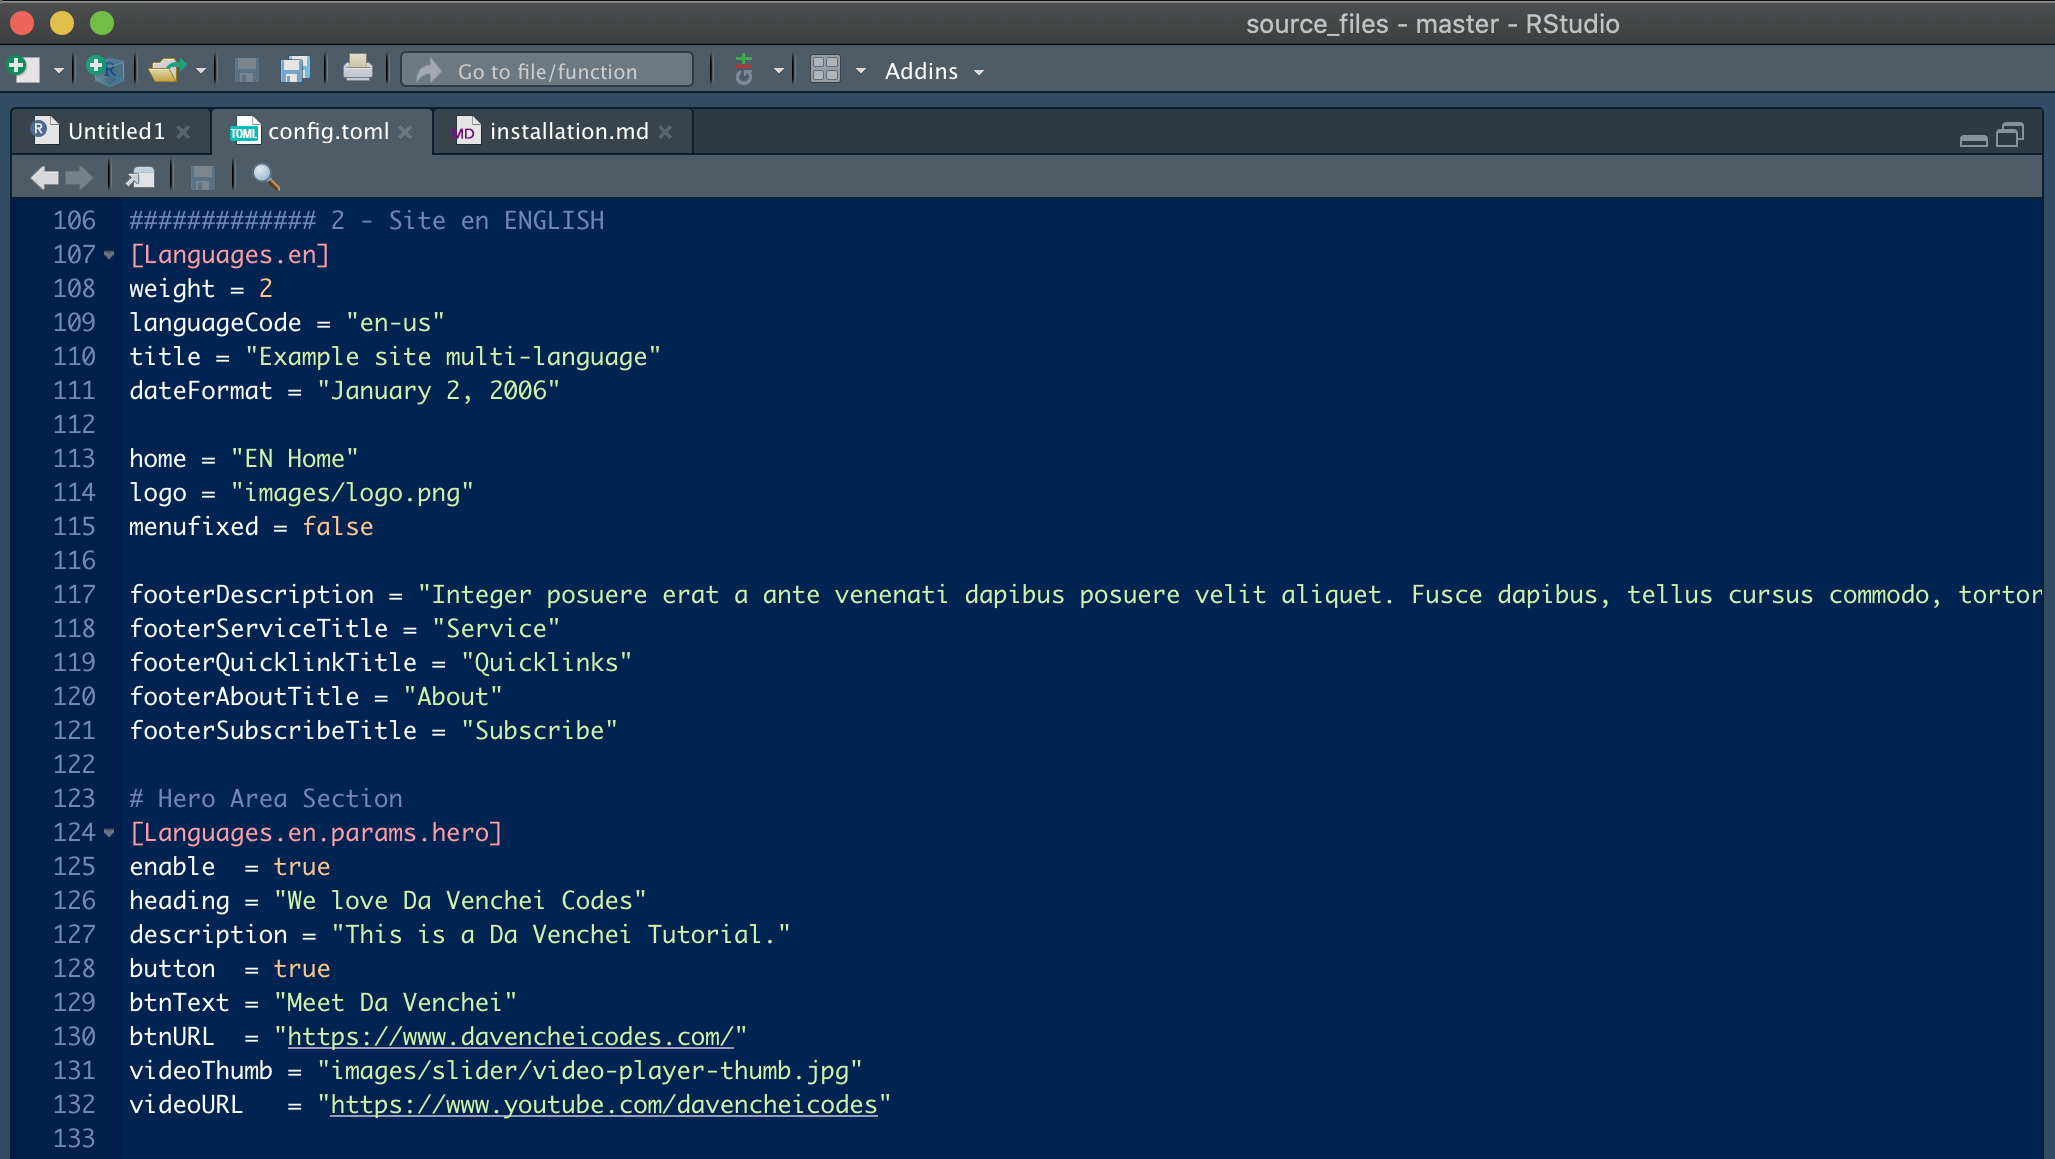 source_files - master - RStudio
Go to file/function
Addins
Untitled1
TOML config.toml
MD installation.md
106 ############# 2 - Site en ENGLISH
107 [Languages.en]
108 weight = 2
109 languageCode = "en-us"
110 title = "Example site multi-language"
111 dateFormat = "January 2, 2006"
112
113 home = "EN Home"
114 logo = "images/logo.png"
115 menufixed = false
116
117 footerDescription = "Integer posuere erat a ante venenati dapibus posuere velit aliquet. Fusce dapibus, tellus cursus commodo, tortor
118 footerServiceTitle = "Service"
119 footerQuicklinkTitle = "Quicklinks"
120 footerAboutTitle = "About"
121 footerSubscribeTitle = "Subscribe"
122
123 # Hero Area Section
124 [Languages.en.params.hero]
125 enable  = true
126 heading = "We love Da Venchei Codes"
127 description = "This is a Da Venchei Tutorial."
128 button  = true
129 btnText = "Meet Da Venchei"
130 btnURL  = "https://www.davencheicodes.com/"
131 videoThumb = "images/slider/video-player-thumb.jpg"
132 videoURL   = "https://www.youtube.com/davencheicodes"
133